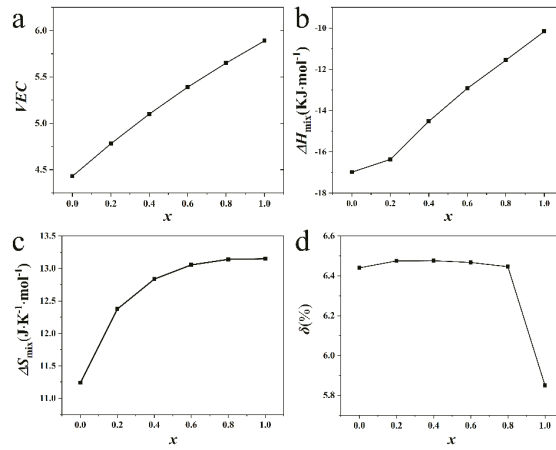 a
VEC
6.0
5.5
5.0
4.5
0.0 0.2 0.4 0.6 0.8 1.0
x
b
ΔHmix(KJ·mol-1)
-10
-12
-14
-16
-18
0.0 0.2 0.4 0.6 0.8 1.0
x
c
ΔSmix(J·K-1·mol-1)
13.5
13.0
12.5
12.0
11.5
11.0
0.0 0.2 0.4 0.6 0.8 1.0
x
d
δ(%)
6.6
6.4
6.2
6.0
5.8
0.0 0.2 0.4 0.6 0.8 1.0
x